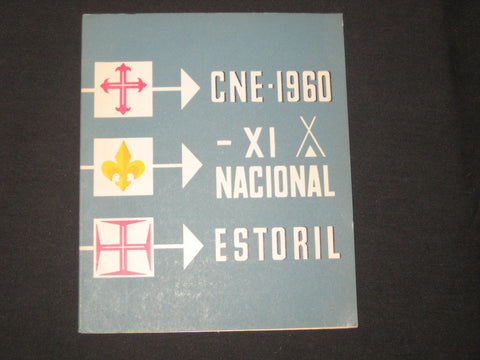 CNE·1960
- XI
NACIONAL
ESTORIL